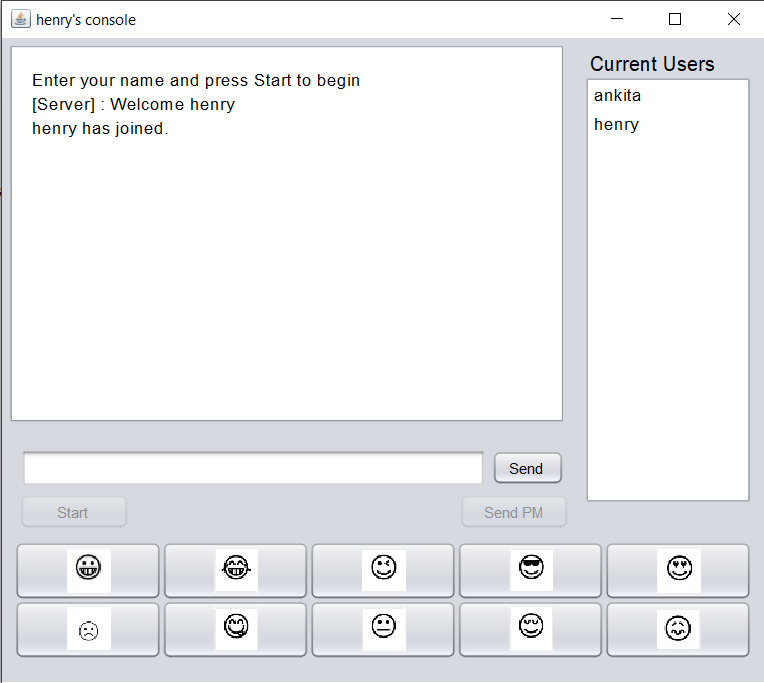 henry's console
Enter your name and press Start to begin
[Server] : Welcome henry
henry has joined.
Current Users
ankita
henry
Send
Start
Send PM